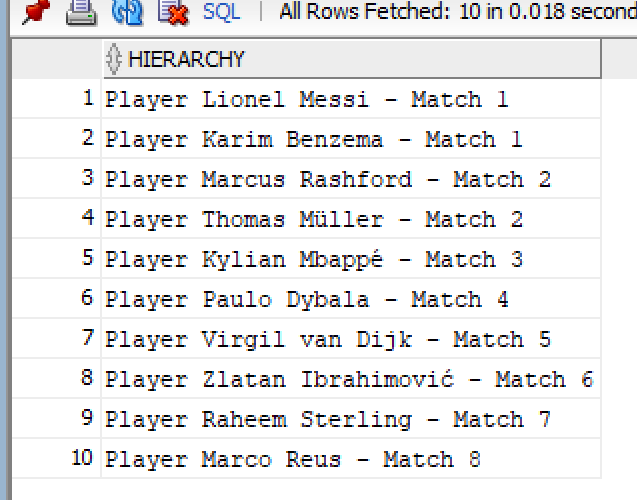 SQL | All Rows Fetched: 10 in 0.018 second
HIERARCHY
1 Player Lionel Messi - Match 1
2 Player Karim Benzema - Match 1
3 Player Marcus Rashford - Match 2
4 Player Thomas Müller - Match 2
5 Player Kylian Mbappé - Match 3
6 Player Paulo Dybala - Match 4
7 Player Virgil van Dijk - Match 5
8 Player Zlatan Ibrahimović - Match 6
9 Player Raheem Sterling - Match 7
10 Player Marco Reus - Match 8